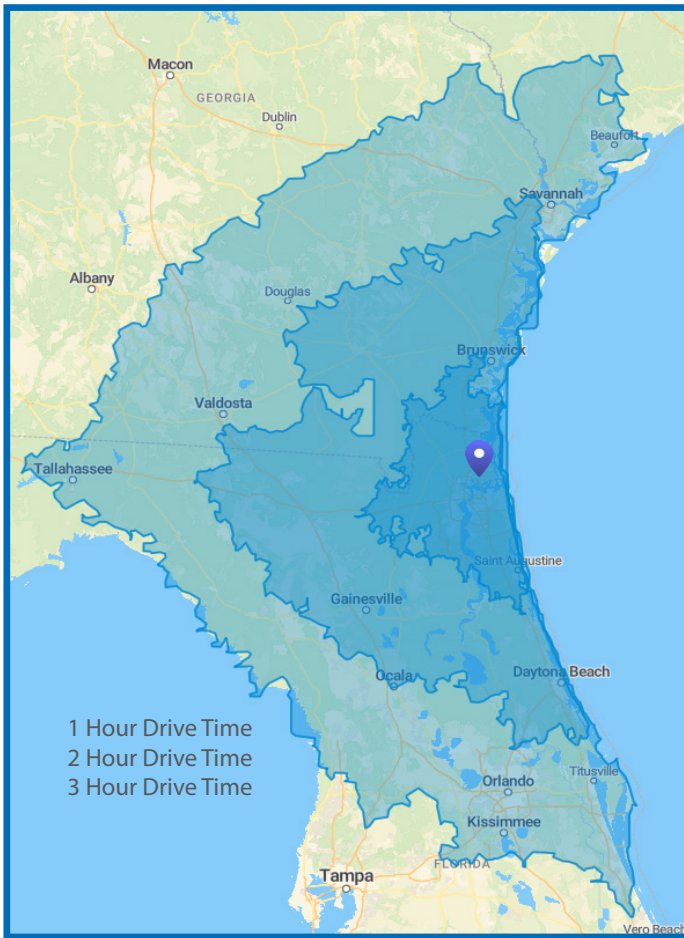 Macon
GEORGIA
Dublin
Beaufort
Savannah
Albany
Douglas
Brunswick
Valdosta
Tallahassee
Saint Augustine
Gainesville
Ocala
Daytona Beach
1 Hour Drive Time
2 Hour Drive Time
3 Hour Drive Time
Titusville
Orlando
Kissimmee
FLORIDA
Tampa
Vero Beach